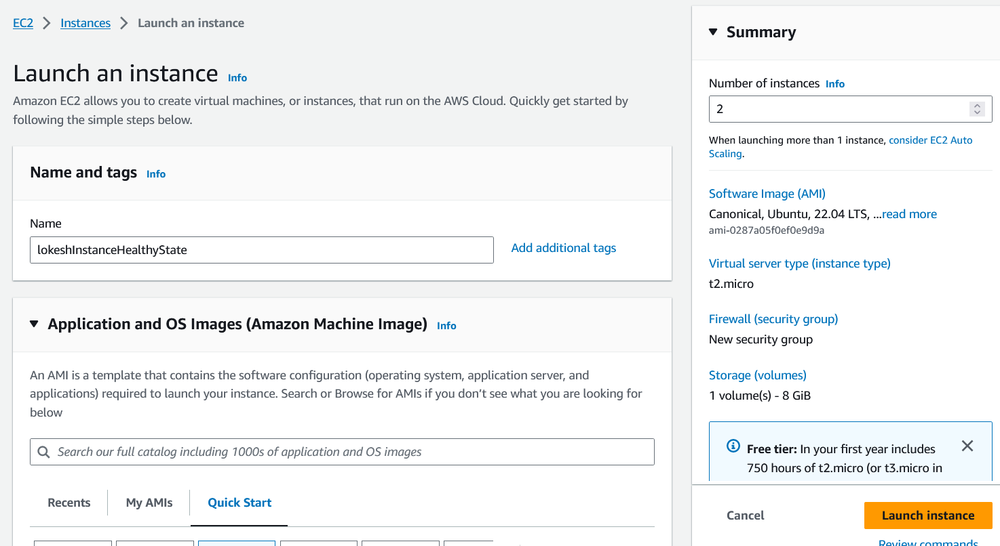 EC2 > Instances > Launch an instance
Launch an instance Info
Amazon EC2 allows you to create virtual machines, or instances, that run on the AWS Cloud. Quickly get started by
following the simple steps below.
Name and tags Info
Name
lokeshInstanceHealthyState
Add additional tags
Application and OS Images (Amazon Machine Image) Info
An AMI is a template that contains the software configuration (operating system, application server, and
applications) required to launch your instance. Search or Browse for AMIs if you don’t see what you are looking for
below
Search our full catalog including 1000s of application and OS images
Recents
My AMIs
Quick Start
Summary
Number of instances Info
2
When launching more than 1 instance, consider EC2 Auto
Scaling.
Software Image (AMI)
Canonical, Ubuntu, 22.04 LTS, ...read more
ami-0287a05f0ef0e9d9a
Virtual server type (instance type)
t2.micro
Firewall (security group)
New security group
Storage (volumes)
1 volume(s) - 8 GiB
Free tier: In your first year includes
750 hours of t2.micro (or t3.micro in
Cancel
Launch instance
Review commands